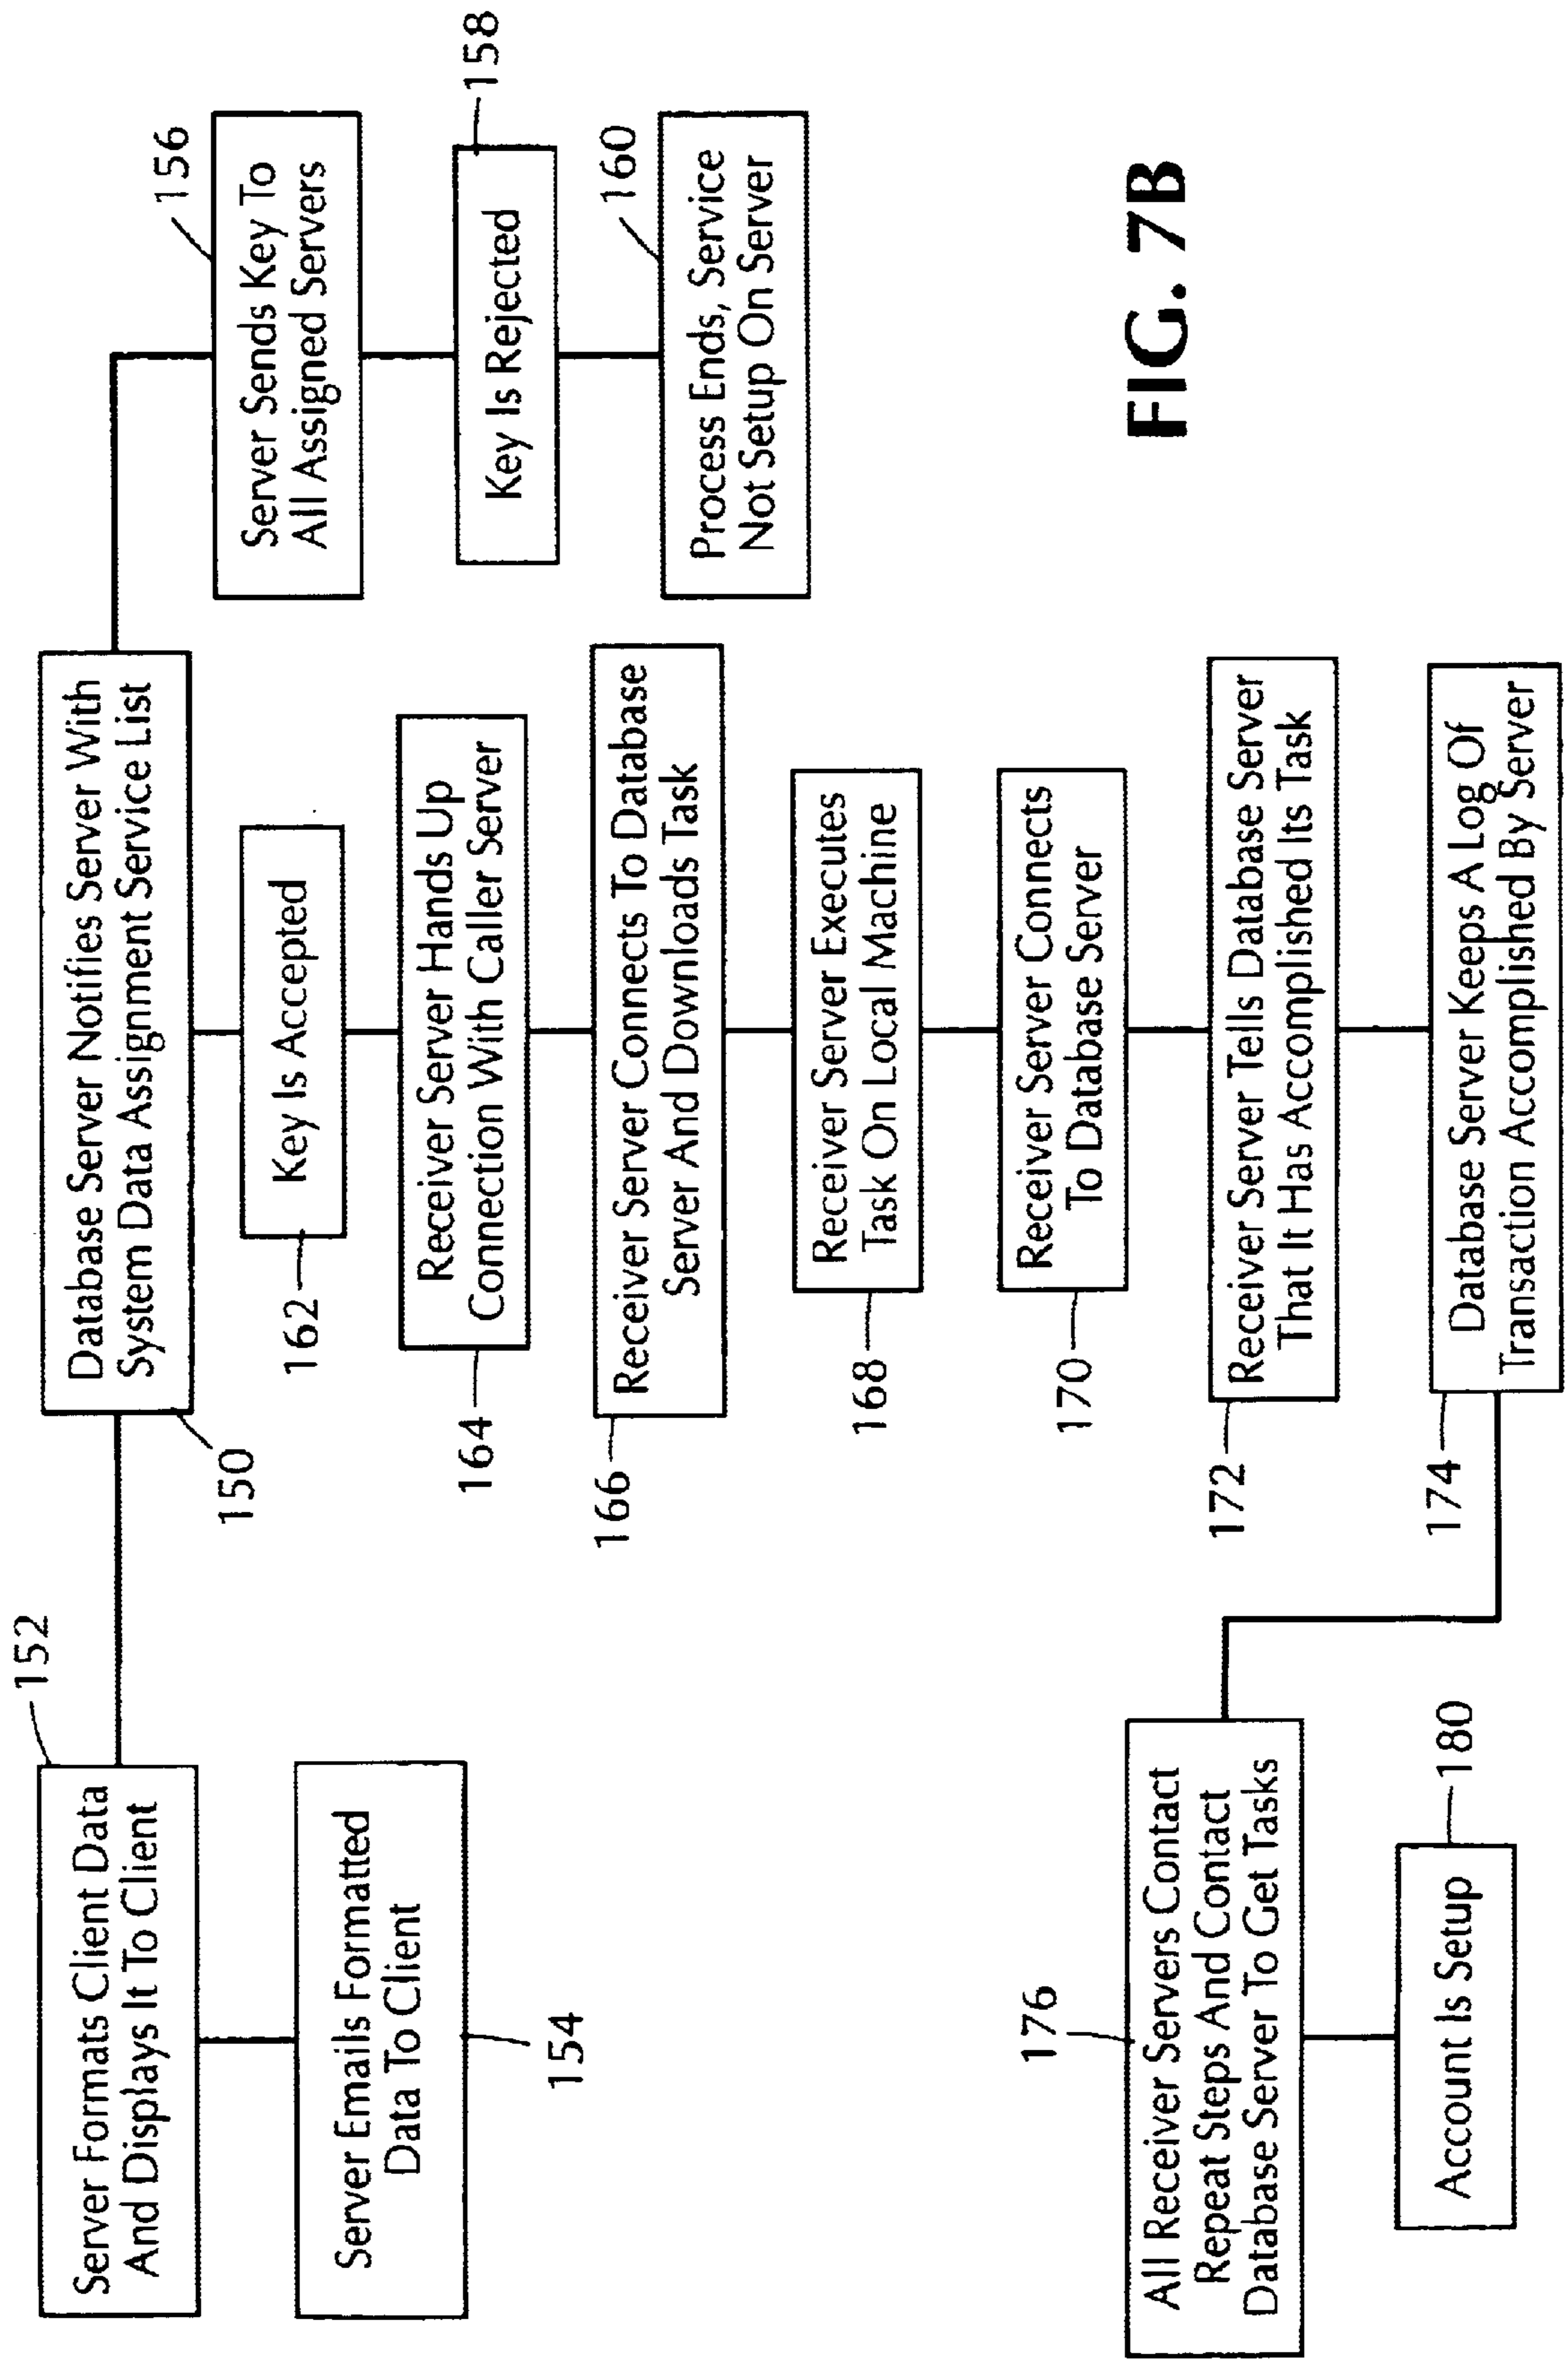 152
Server Formats Client Data
And Displays It To Client
Server Emails Formatted
Data To Client
154
Database Server Notifies Server With
System Data Assignment Service List
150
Key Is Accepted
162
Receiver Server Hands Up
Connection With Caller Server
164
Receiver Server Connects To Database
Server And Downloads Task
166
Receiver Server Executes
Task On Local Machine
168
Receiver Server Connects
To Database Server
170
Receiver Server Tells Database Server
That It Has Accomplished Its Task
172
Database Server Keeps A Log Of
Transaction Accomplished By Server
174
156
Server Sends Key To
All Assigned Servers
Key Is Rejected
158
160
Process Ends, Service
Not Setup On Server
176
All Receiver Servers Contact
Repeat Steps And Contact
Database Server To Get Tasks
Account Is Setup
180
FIG. 7B